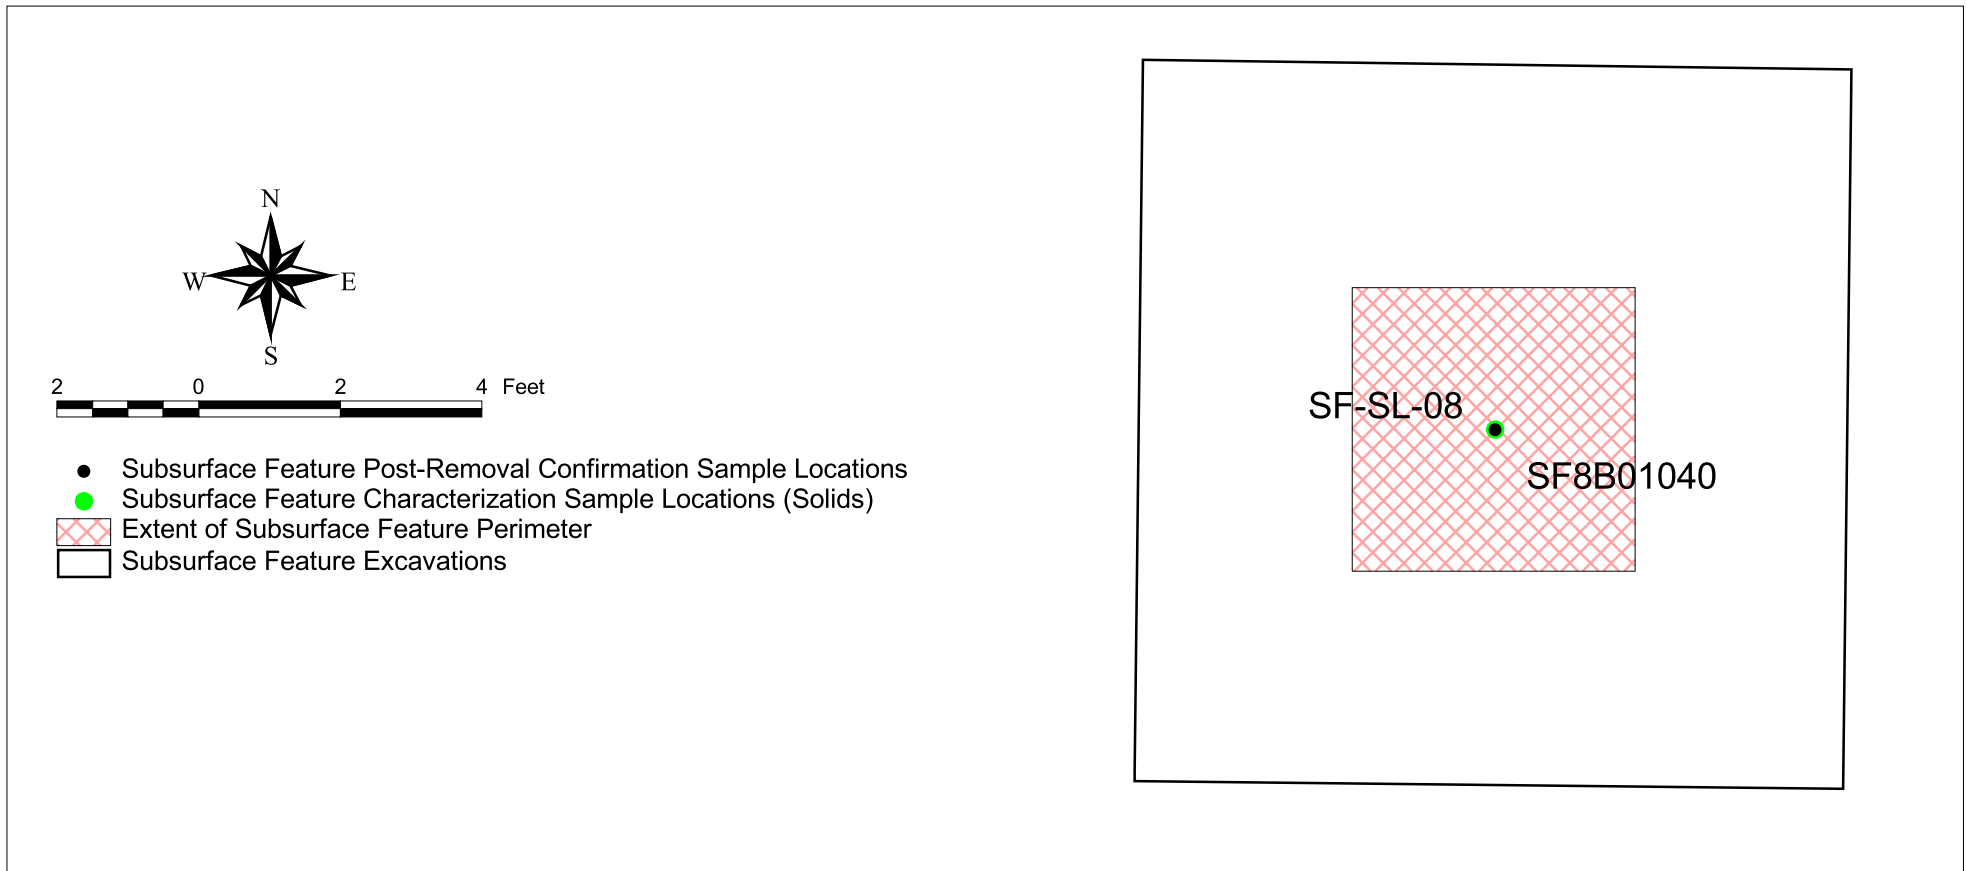 N
W E
S
2 0 2 4 Feet
Subsurface Feature Post-Removal Confirmation Sample Locations
Subsurface Feature Characterization Sample Locations (Solids)
Extent of Subsurface Feature Perimeter
Subsurface Feature Excavations
SF-SL-08
SF8B01040